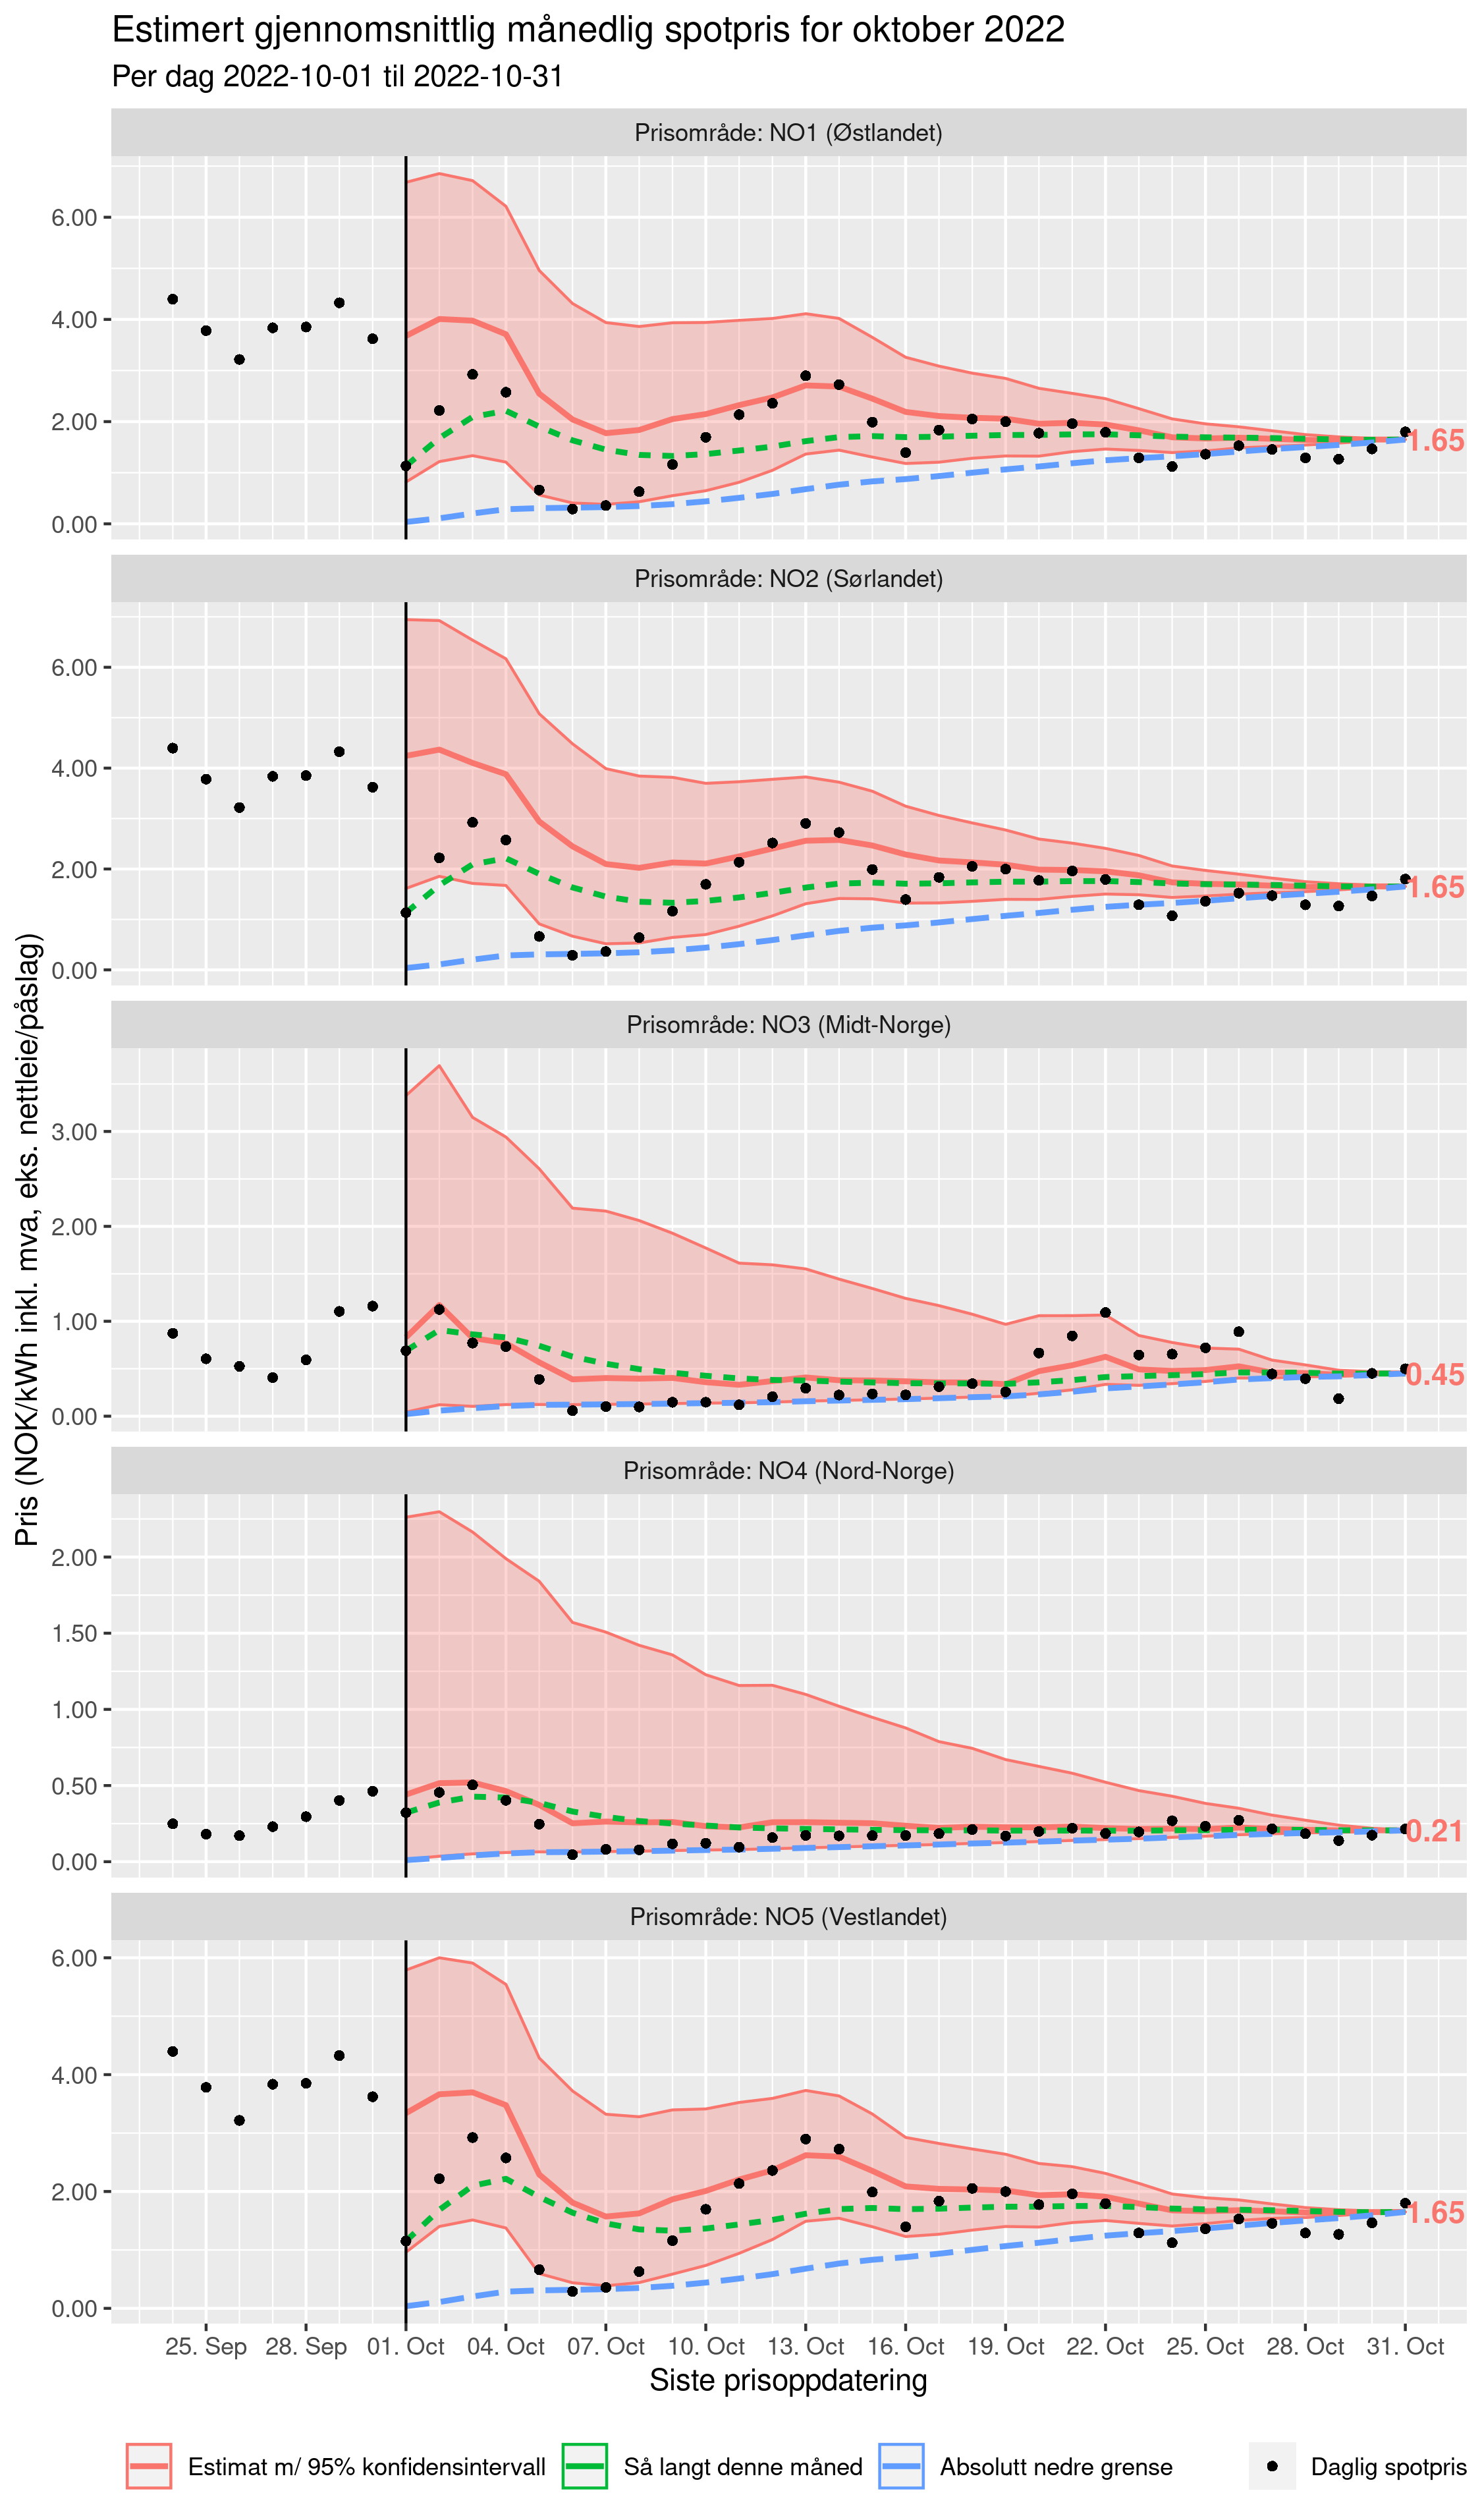 Estimert gjennomsnittlig månedlig spotpris for oktober 2022
Per dag 2022-10-01 til 2022-10-31
Pris (NOK/kWh inkl. mva, eks. nettleie/påslag)
Prisområde: NO1 (Østlandet)
6.00
4.00
2.00
0.00
1.65
Prisområde: NO2 (Sørlandet)
6.00
4.00
2.00
0.00
1.65
Prisområde: NO3 (Midt-Norge)
3.00
2.00
1.00
0.00
0.45
Prisområde: NO4 (Nord-Norge)
2.00
1.50
1.00
0.50
0.00
0.21
Prisområde: NO5 (Vestlandet)
6.00
4.00
2.00
0.00
1.65
25. Sep 28. Sep 01. Oct 04. Oct 07. Oct 10. Oct 13. Oct 16. Oct 19. Oct 22. Oct 25. Oct 28. Oct 31. Oct
Siste prisoppdatering
Estimat m/ 95% konfidensintervall Så langt denne måned Absolutt nedre grense Daglig spotpris